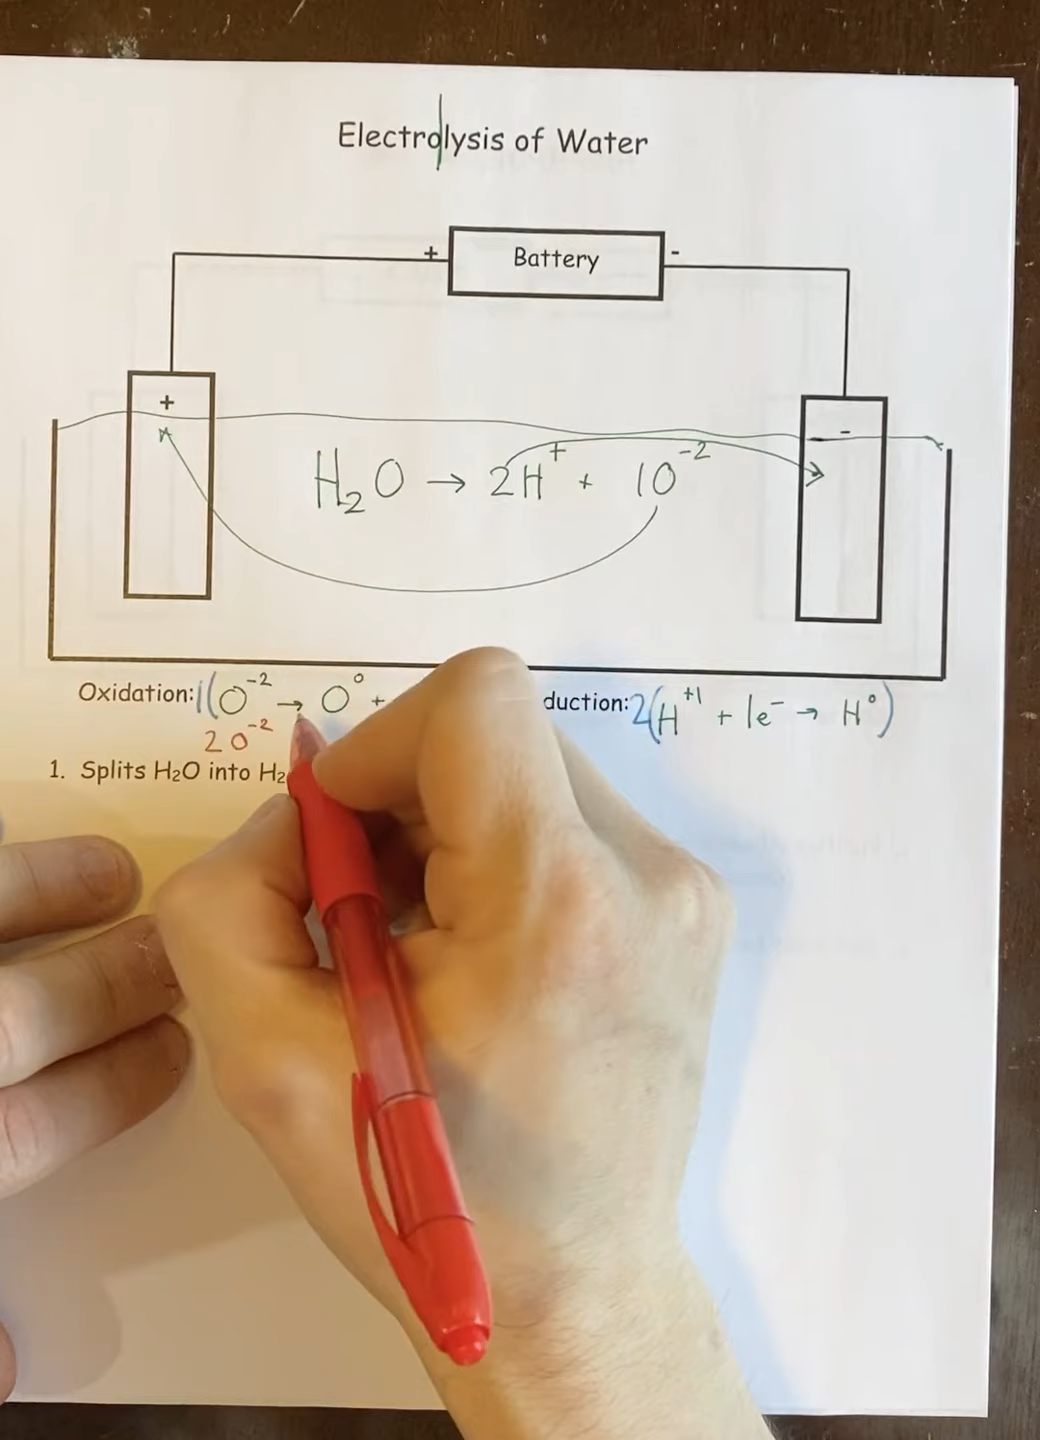 Electrolysis of Water
+ Battery -
+ -
H₂O → 2H⁺ + 1O⁻²
Oxidation: 1(O⁻² → O⁰ +
duction: 2(H⁺¹ + 1e⁻ → H⁰)
2O⁻²
1. Splits H₂O into H₂